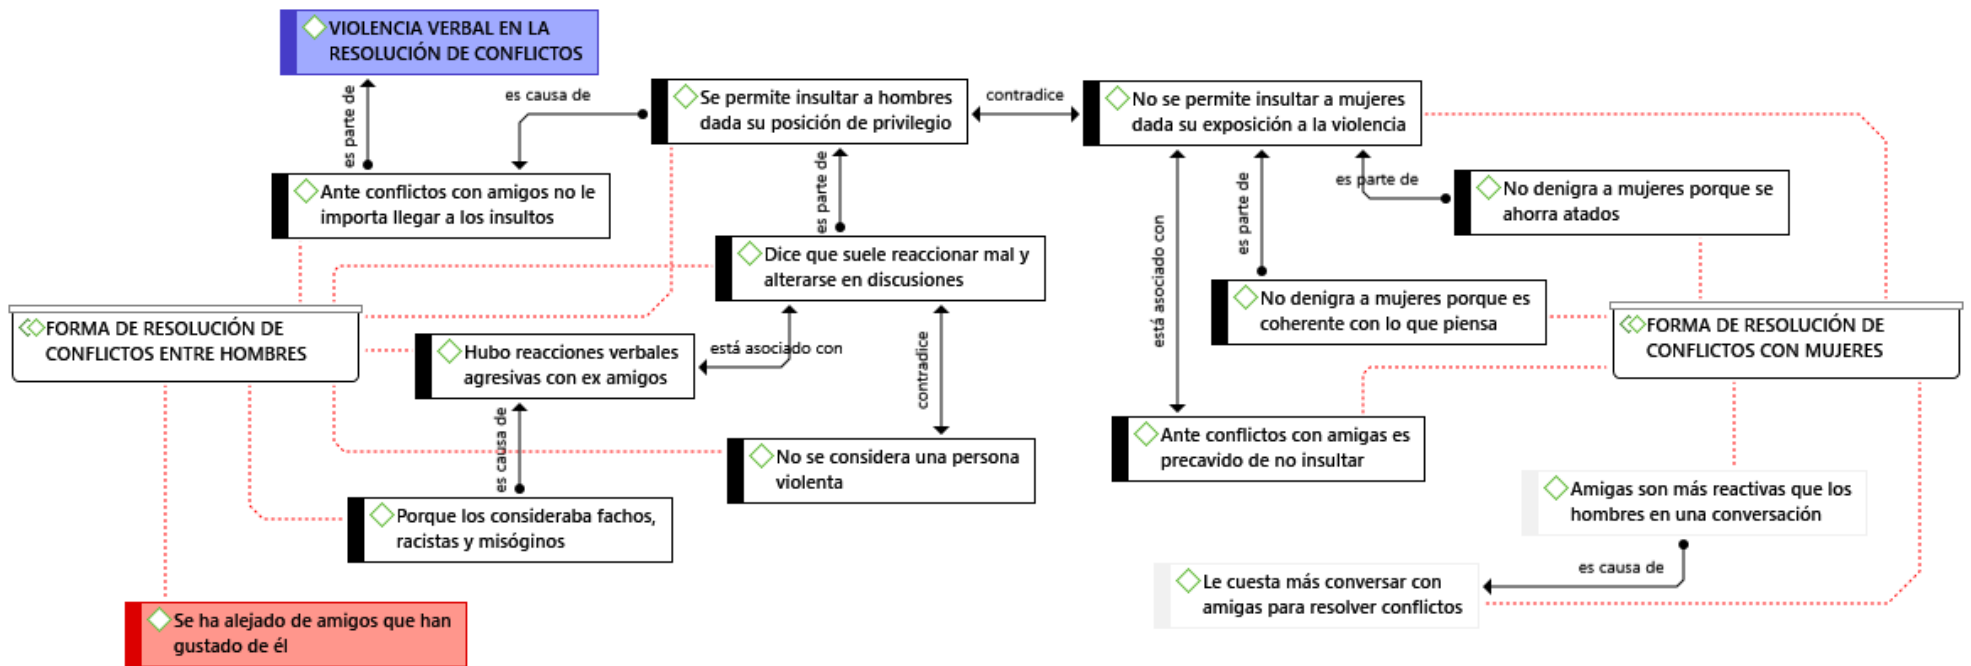 VIOLENCIA VERBAL EN LA
RESOLUCIÓN DE CONFLICTOS
es parte de
es causa de
Se permite insultar a hombres
dada su posición de privilegio
contradice
No se permite insultar a mujeres
dada su exposición a la violencia
Ante conflictos con amigos no le
importa llegar a los insultos
es parte de
es parte de
es parte de
No denigra a mujeres porque se
ahorra atados
Dice que suele reaccionar mal y
alterarse en discusiones
está asociado con
No denigra a mujeres porque es
coherente con lo que piensa
FORMA DE RESOLUCIÓN DE
CONFLICTOS ENTRE HOMBRES
FORMA DE RESOLUCIÓN DE
CONFLICTOS CON MUJERES
Hubo reacciones verbales
agresivas con ex amigos
está asociado con
contradice
es causa de
No se considera una persona
violenta
Ante conflictos con amigas es
precavido de no insultar
Porque los consideraba fachos,
racistas y misóginos
Amigas son más reactivas que los
hombres en una conversación
es causa de
Le cuesta más conversar con
amigas para resolver conflictos
Se ha alejado de amigos que han
gustado de él